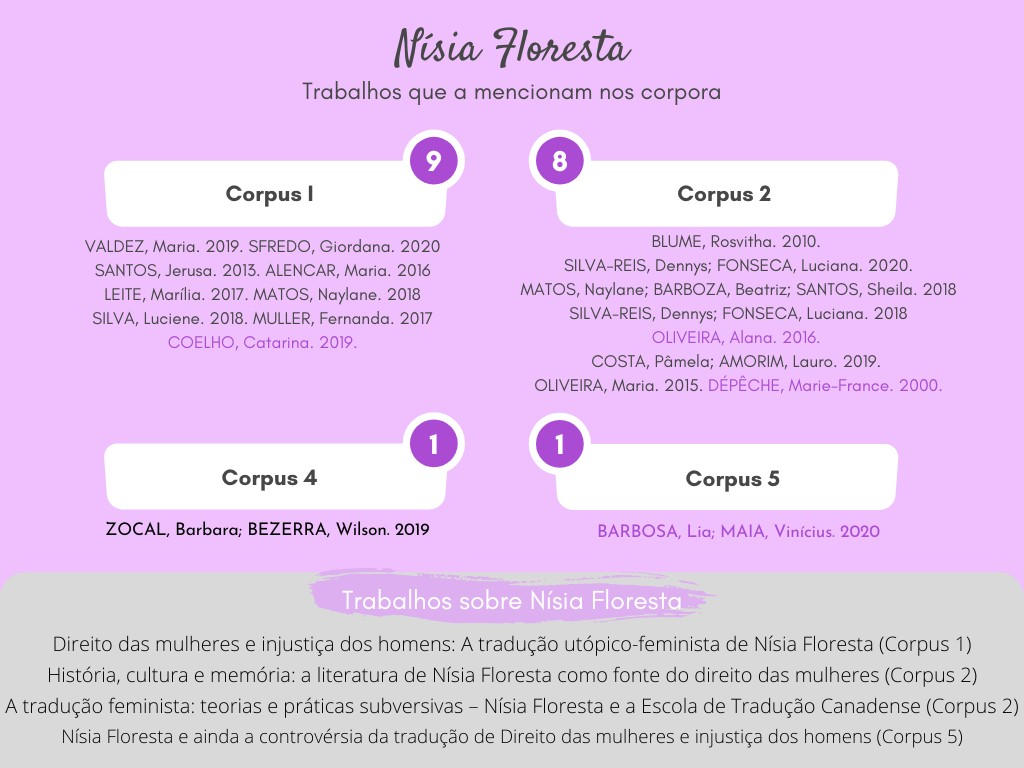 Nísia Floresta
Trabalhos que a mencionam nos corpora
9
Corpus 1
VALDEZ, Maria. 2019. SFREDO, Giordana. 2020
SANTOS, Jerusa. 2013. ALENCAR, Maria. 2016
LEITE, Marília. 2017. MATOS, Naylane. 2018
SILVA, Luciene. 2018. MULLER, Fernanda. 2017
COELHO, Catarina. 2019.
8
Corpus 2
BLUME, Rosvitha. 2010.
SILVA-REIS, Dennys; FONSECA, Luciana. 2020.
MATOS, Naylane; BARBOZA, Beatriz; SANTOS, Sheila. 2018
SILVA-REIS, Dennys; FONSECA, Luciana. 2018
OLIVEIRA, Alana. 2016.
COSTA, Pâmela; AMORIM, Lauro. 2019.
OLIVEIRA, Maria. 2015. DÉPÊCHE, Marie-France. 2000.
1
Corpus 4
ZOCAL, Barbara; BEZERRA, Wilson. 2019
1
Corpus 5
BARBOSA, Lia; MAIA, Vinícius. 2020
Trabalhos sobre Nísia Floresta
Direito das mulheres e injustiça dos homens: A tradução utópico-feminista de Nísia Floresta (Corpus 1)
História, cultura e memória: a literatura de Nísia Floresta como fonte do direito das mulheres (Corpus 2)
A tradução feminista: teorias e práticas subversivas – Nísia Floresta e a Escola de Tradução Canadense (Corpus 2)
Nísia Floresta e ainda a controvérsia da tradução de Direito das mulheres e injustiça dos homens (Corpus 5)